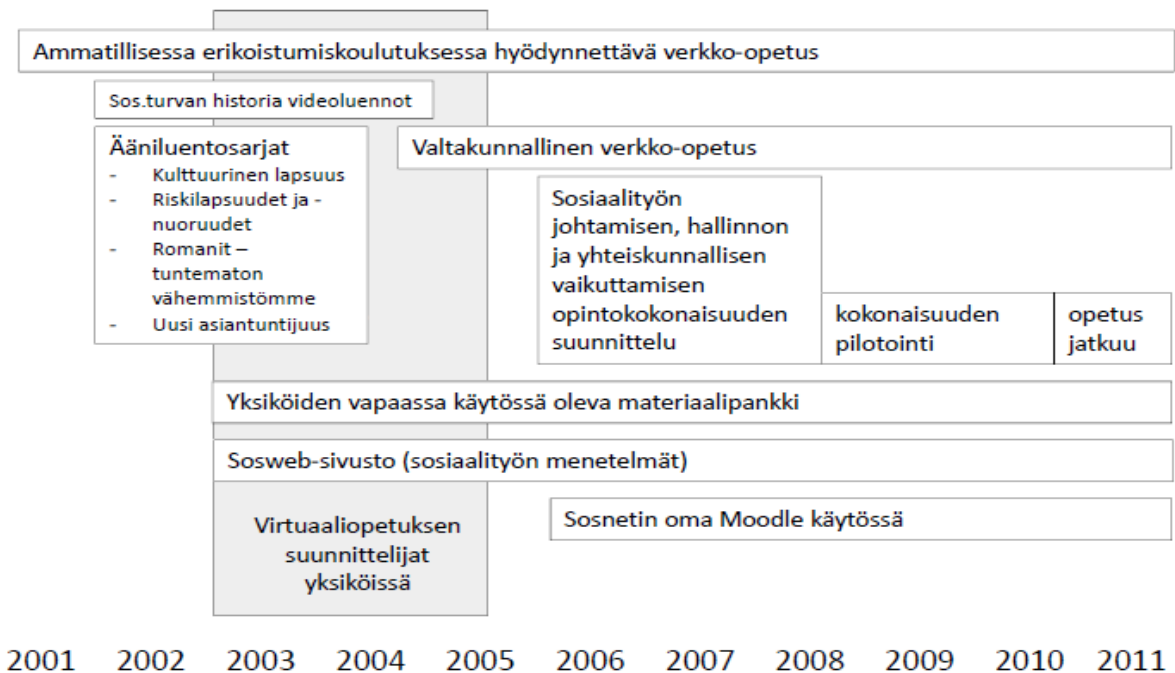 Ammatillisessa erikoistumiskoulutuksessa hyödynnettävä verkko-opetus
Sos.turvan historia videoluennot
Ääniluentosarjat
- Kulttuurinen lapsuus
- Riskilapsuudet ja -
nuoruudet
- Romanit –
tuntematon
vähemmistömme
- Uusi asiantuntijuus
Valtakunnallinen verkko-opetus
Sosiaalityön
johtamisen, hallinnon
ja yhteiskunnallisen
vaikuttamisen
opintokokonaisuuden
suunnittelu
kokonaisuuden
pilotointi
opetus
jatkuu
Yksiköiden vapaassa käytössä oleva materiaalipankki
Sosweb-sivusto (sosiaalityön menetelmät)
Sosnetin oma Moodle käytössä
Virtuaaliopetuksen
suunnittelijat
yksiköissä
2001 2002 2003 2004 2005 2006 2007 2008 2009 2010 2011